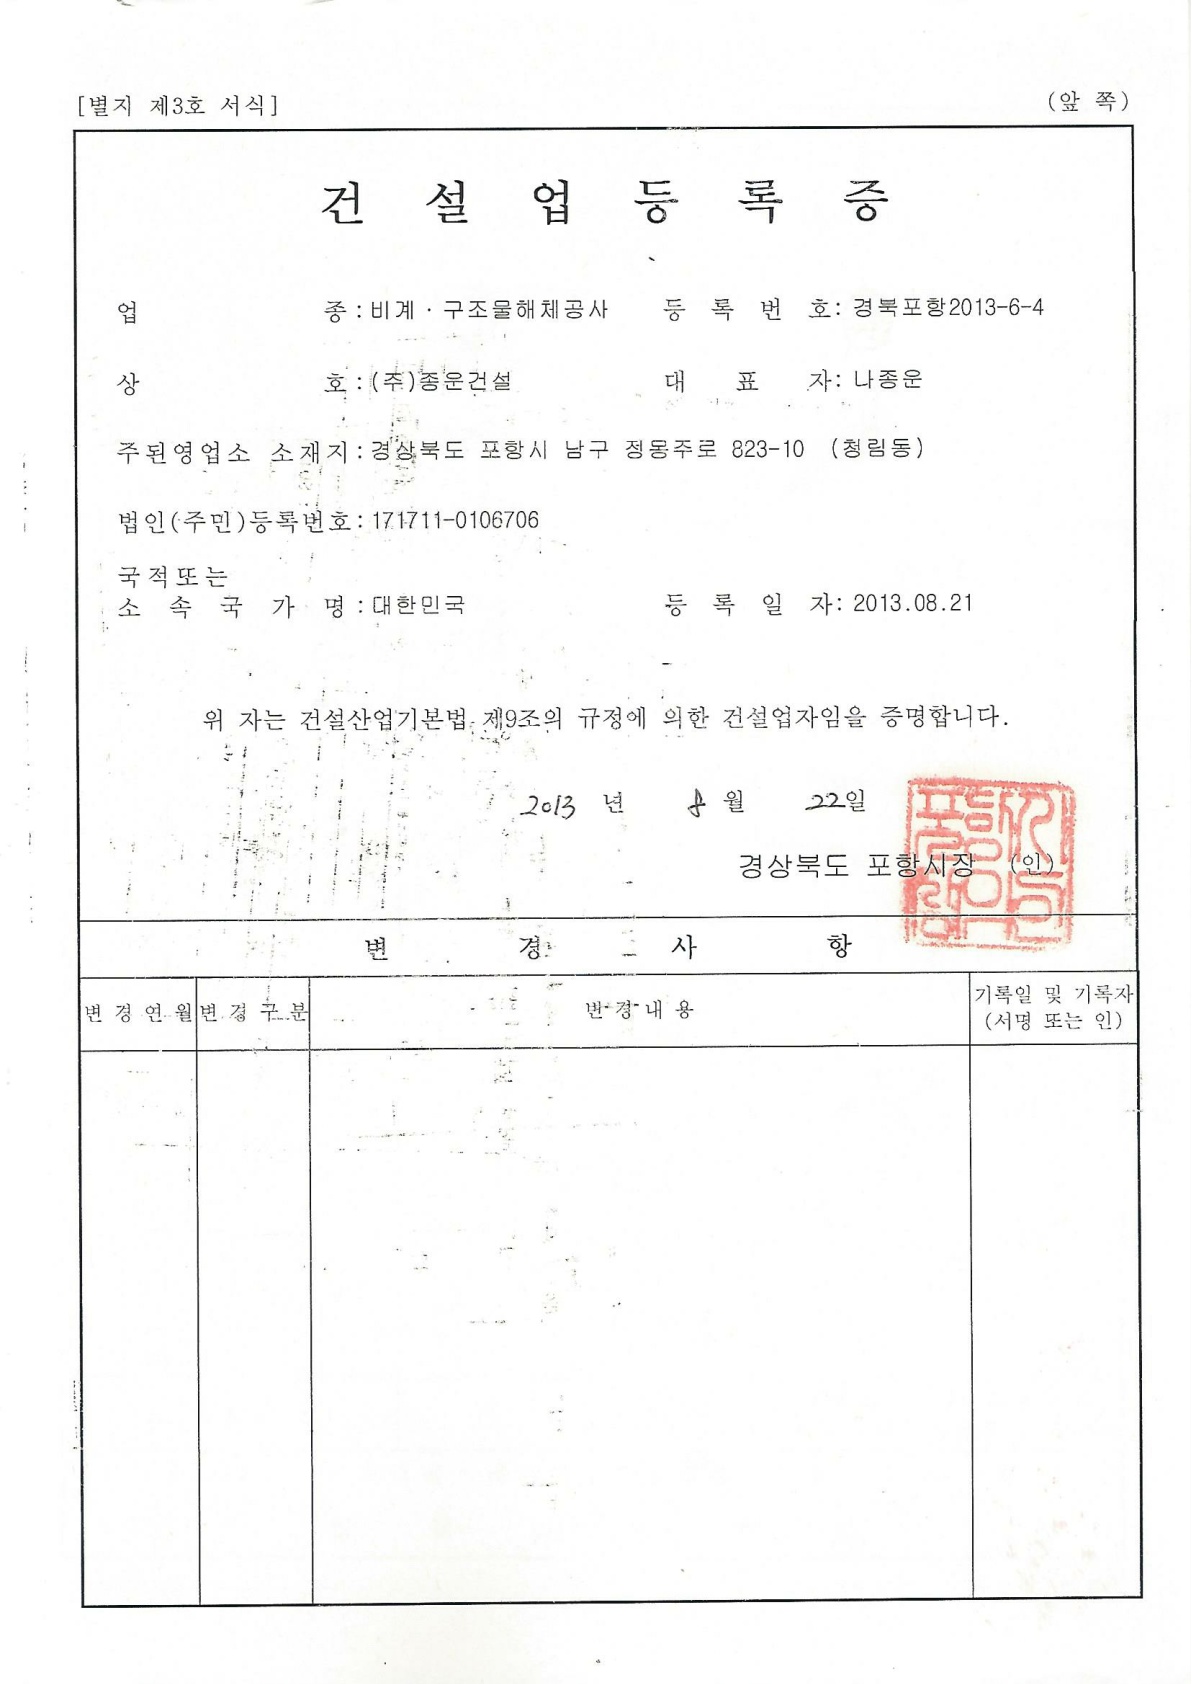 [별지 제3호 서식]
(앞 쪽)
건 설 업 등 록 증
업 종 : 비계 · 구조물해체공사 등 록 번 호 : 경북포항2013-6-4
상 호 : (주)종운건설 대 표 자 : 나종운
주된영업소 소재지 : 경상북도 포항시 남구 정몽주로 823-10 (청림동)
법인(주민)등록번호 : 171711-0106706
국적또는
소 속 국 가 명 : 대한민국 등 록 일 자 : 2013.08.21
위 자는 건설산업기본법 제9조의 규정에 의한 건설업자임을 증명합니다.
2013 년 8 월 22일
경상북도 포항시장 (인)
변 경 사 항
변 경 연 월 변 경 구 분 변 경 내 용 기록일 및 기록자
(서명 또는 인)